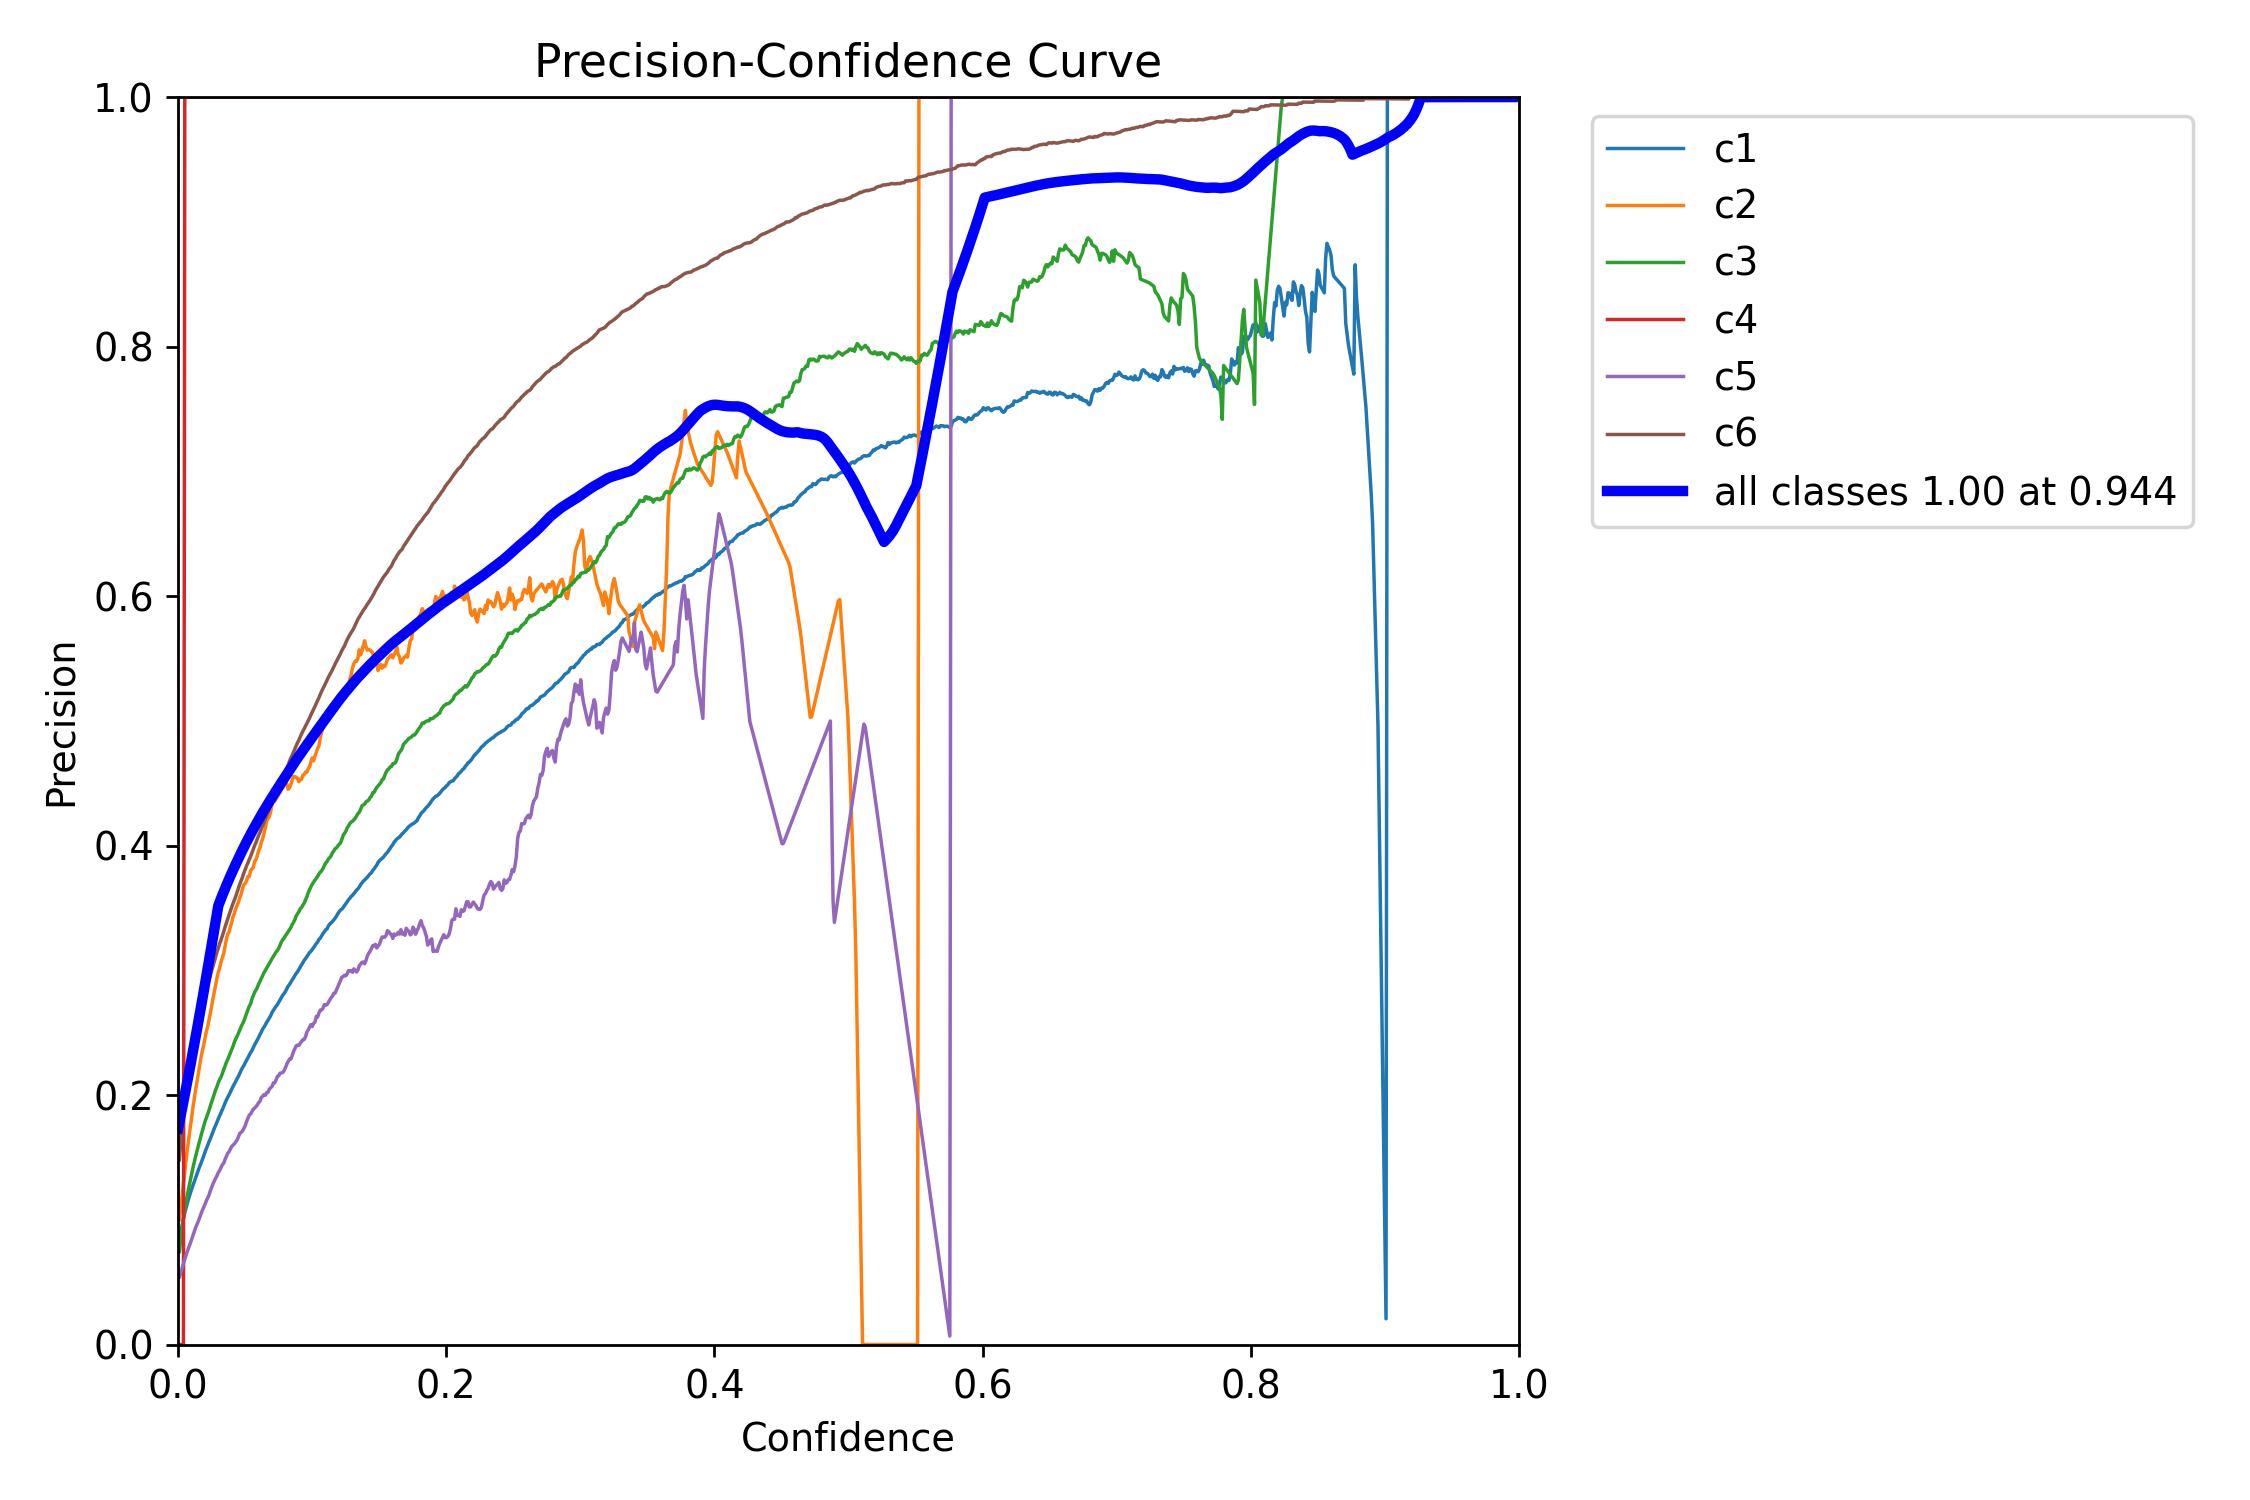 Precision-Confidence Curve
1.0
0.8
0.6
0.4
0.2
0.0
Precision
0.0 0.2 0.4 0.6 0.8 1.0
Confidence
c1
c2
c3
c4
c5
c6
all classes 1.00 at 0.944